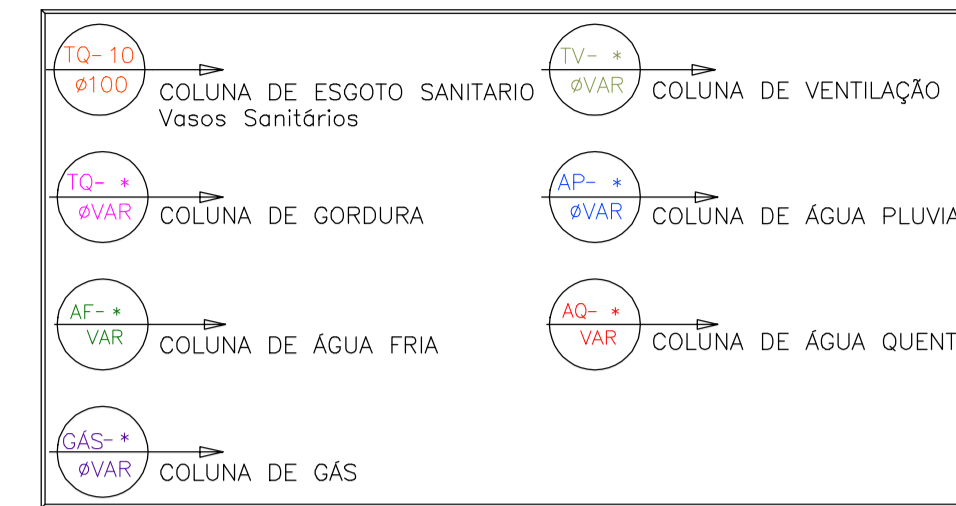 TQ- 10
ø100
COLUNA DE ESGOTO SANITARIO
Vasos Sanitários
TV- *
øVAR
COLUNA DE VENTILAÇÃO
TQ- *
øVAR
COLUNA DE GORDURA
AP- *
øVAR
COLUNA DE ÁGUA PLUVIA
AF- *
VAR
COLUNA DE ÁGUA FRIA
AQ- *
VAR
COLUNA DE ÁGUA QUENT
GÁS- *
øVAR
COLUNA DE GÁS